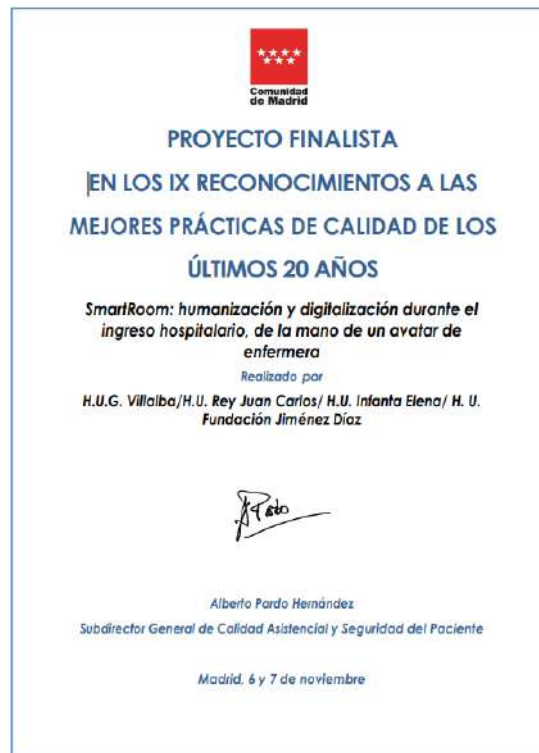 Comunidad
de Madrid
PROYECTO FINALISTA
EN LOS IX RECONOCIMIENTOS A LAS
MEJORES PRÁCTICAS DE CALIDAD DE LOS
ÚLTIMOS 20 AÑOS
SmartRoom: humanización y digitalización durante el
ingreso hospitalario, de la mano de un avatar de
enfermera
Realizado por
H.U.G. Villalba/H.U. Rey Juan Carlos/ H.U. Infanta Elena/ H. U.
Fundación Jiménez Díaz
Alberto Pardo Hernández
Subdirector General de Calidad Asistencial y Seguridad del Paciente
Madrid, 6 y 7 de noviembre